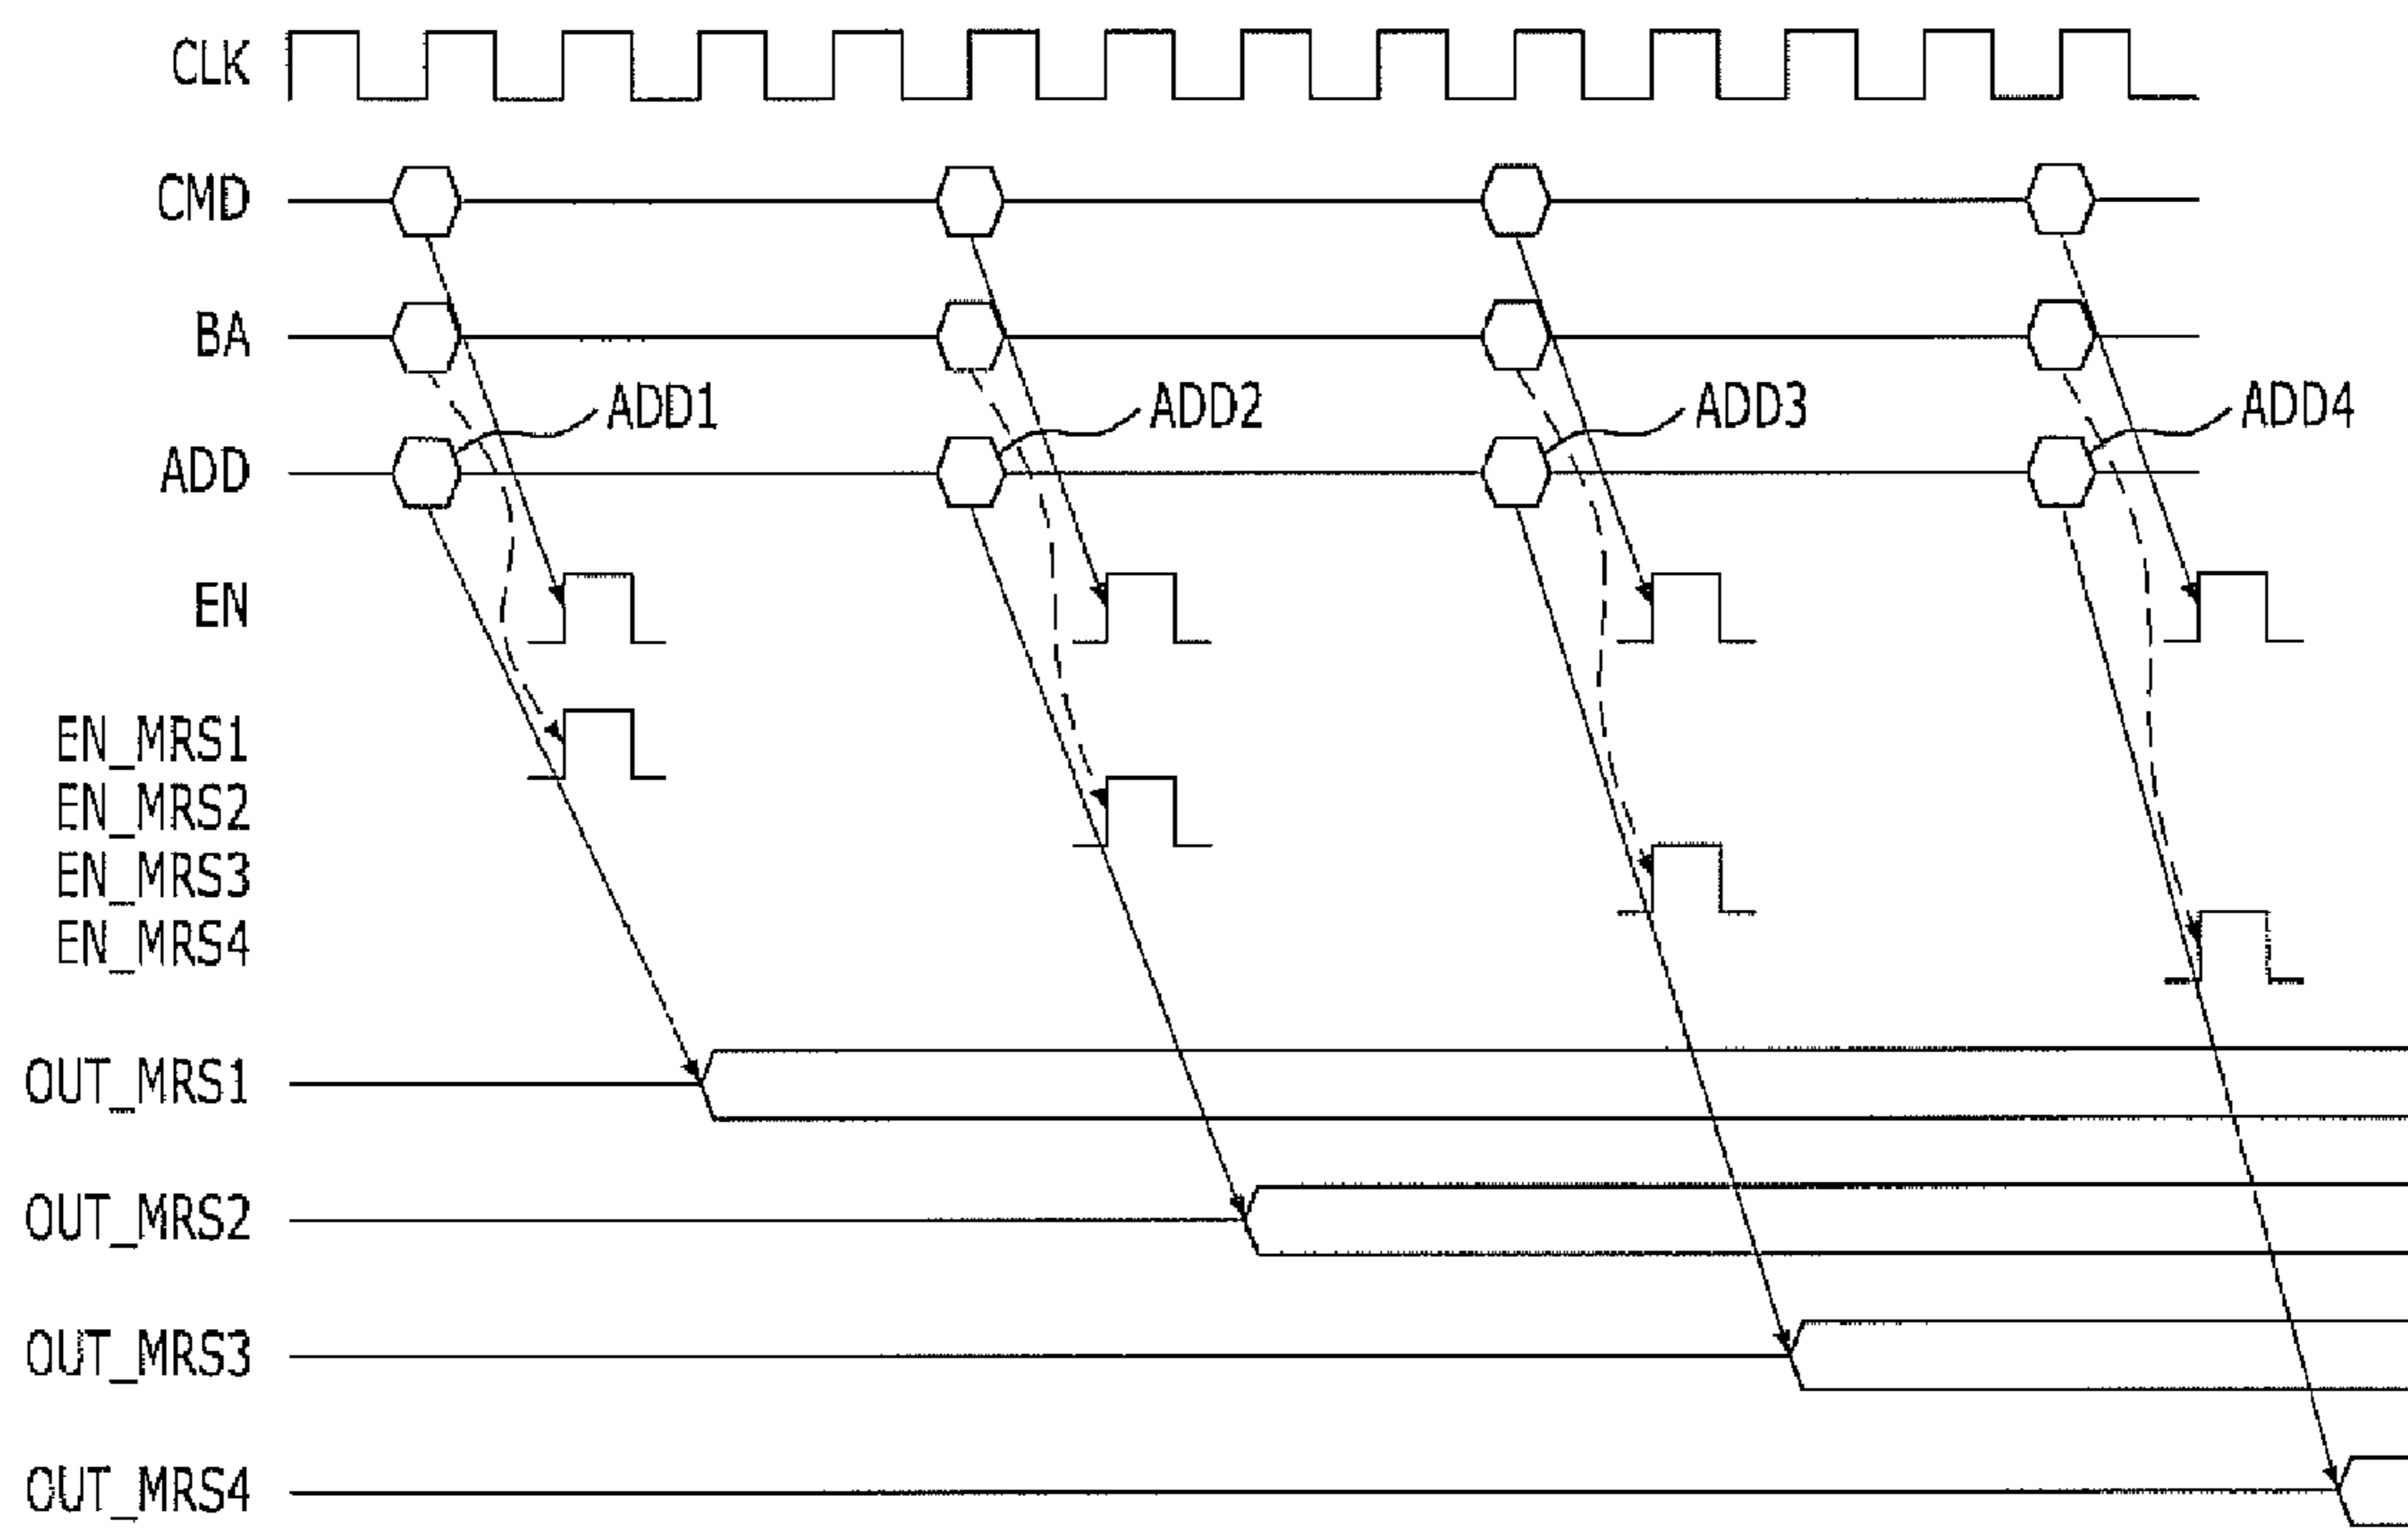 CLK
CMD
BA
ADD1 ADD2 ADD3 ADD4
ADD
EN
EN_MRS1
EN_MRS2
EN_MRS3
EN_MRS4
OUT_MRS1
OUT_MRS2
OUT_MRS3
OUT_MRS4